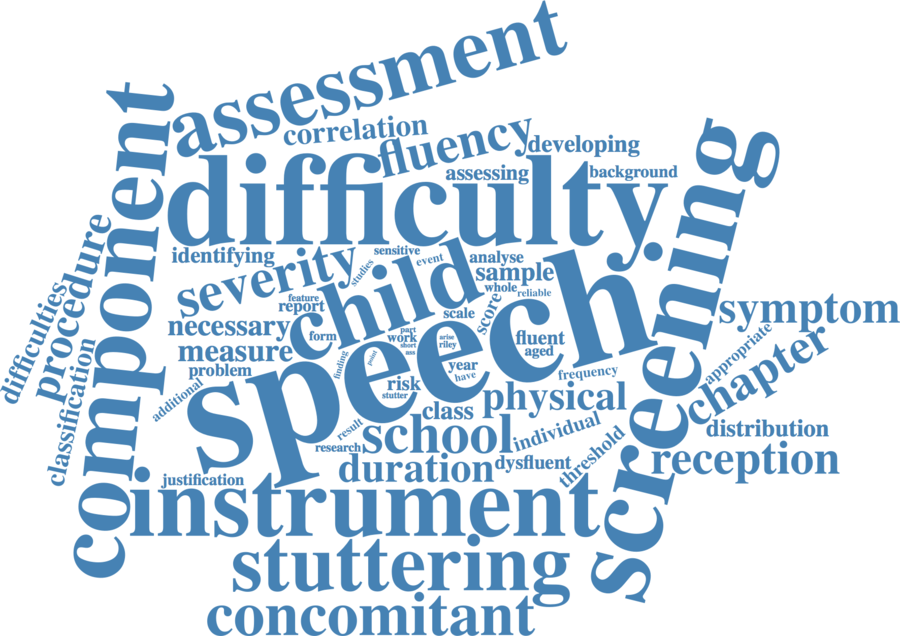 assessment
component
correlation
fluency
developing
difficulty
assessing
background
screening
identifying
sensitive
event
analyse
severity
studies
child
sample
whole
reliable
procedure
difficulties
feature
report
scale
score
symptom
necessary
form
part
work
short
ass
arise
riley
fluent
aged
speech
measure
finding
point
appropriate
chapter
problem
year
have
frequency
classification
additional
risk
stutter
class
physical
result
school
individual
distribution
research
threshold
reception
duration
dysfluent
justification
instrument
stuttering
concomitant